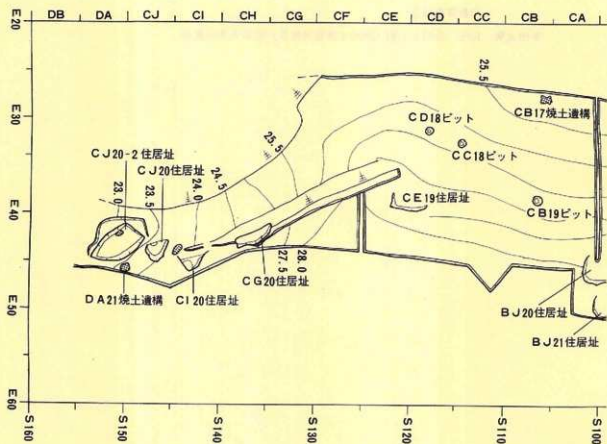 DB DA CJ CI CH CG CF CE CD CC CB CA
E20
E30
E40
E50
E60
25.5
CB17焼土遺構
CD18ピット
CC18ピット
25.5
CJ20-2住居址
CJ20住居址
24.5
24.0
23.5
23.0
CE19住居址
CB19ピット
27.5
28.0
CG20住居址
DA21焼土遺構
CI20住居址
BJ20住居址
BJ21住居址
S160 S150 S140 S130 S120 S110 S100